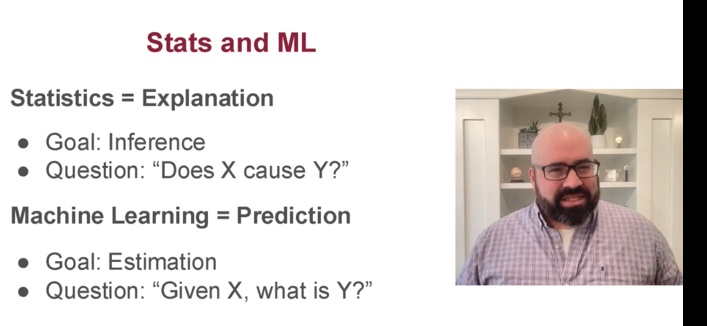 Stats and ML
Statistics = Explanation
● Goal: Inference
● Question: “Does X cause Y?”
Machine Learning = Prediction
● Goal: Estimation
● Question: “Given X, what is Y?”